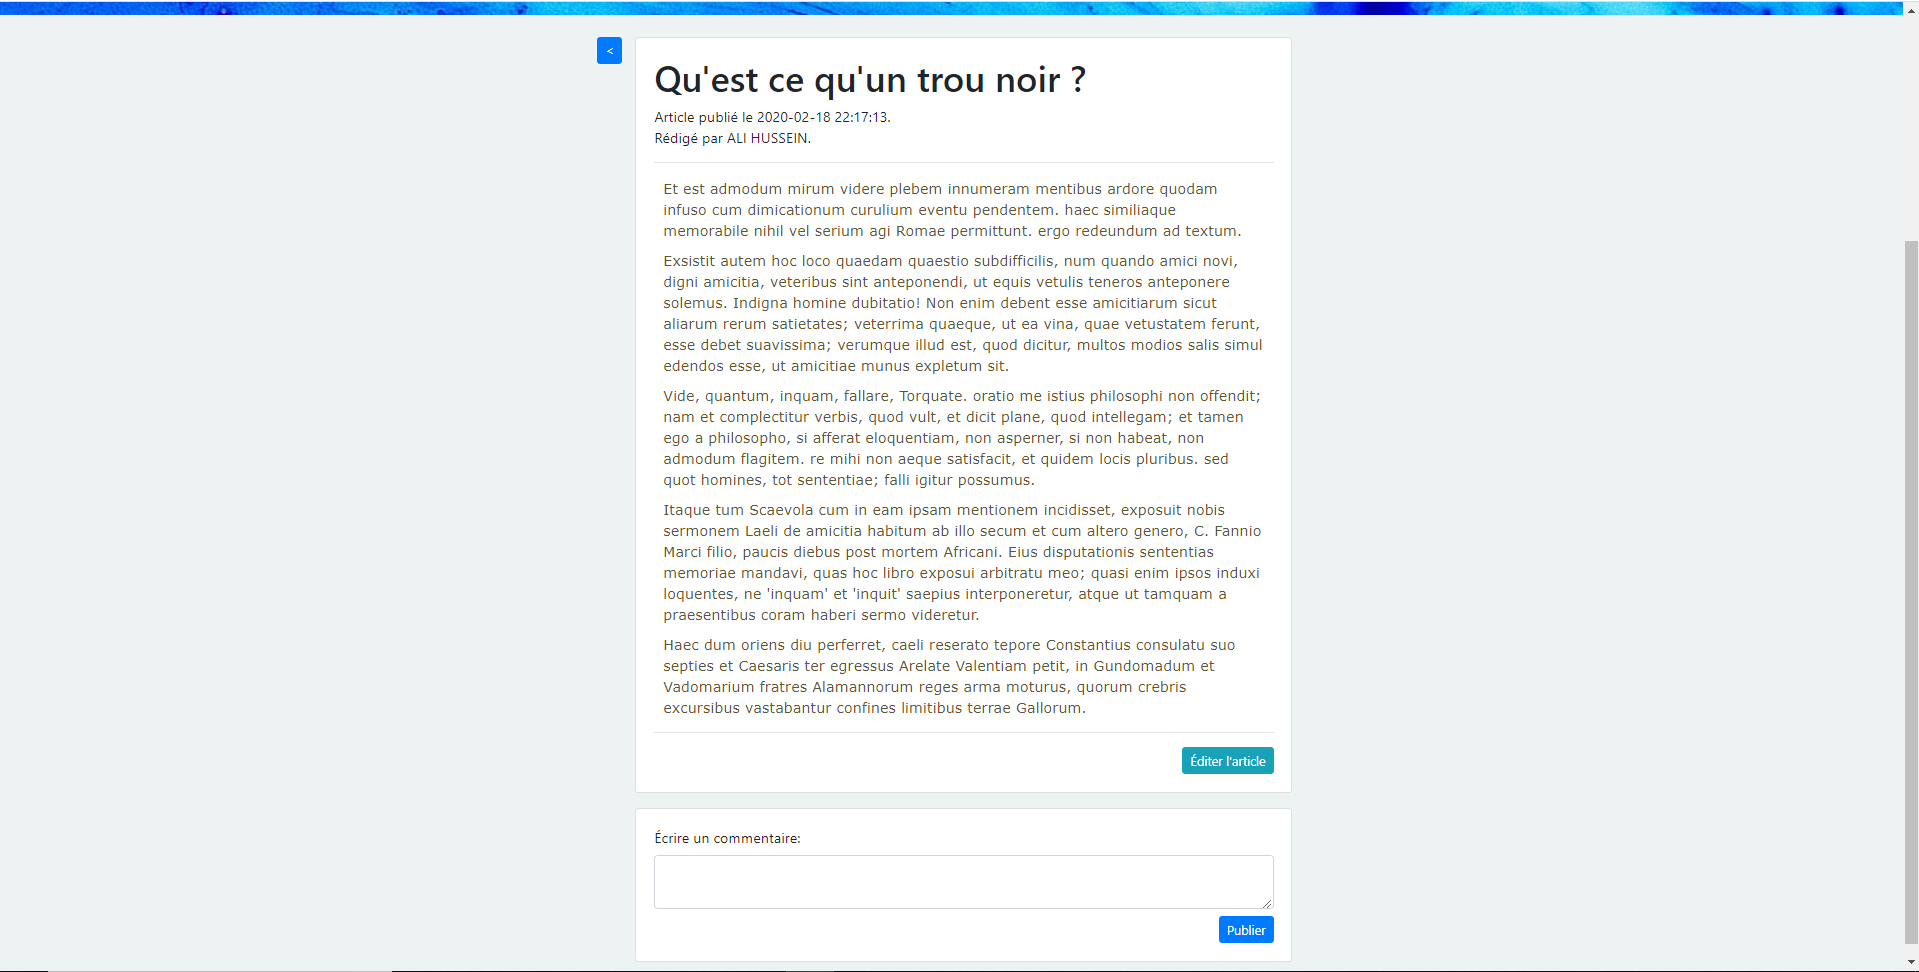 <
Qu'est ce qu'un trou noir ?
Article publié le 2020-02-18 22:17:13.
Rédigé par ALI HUSSEIN.
Et est admodum mirum videre plebem innumeram mentibus ardore quodam
infuso cum dimicationum curulium eventu pendentem. haec similiaque
memorabile nihil vel serium agi Romae permittunt. ergo redeundum ad textum.
Exsistit autem hoc loco quaedam quaestio subdifficilis, num quando amici novi,
digni amicitia, veteribus sint anteponendi, ut equis vetulis teneros anteponere
solemus. Indigna homine dubitatio! Non enim debent esse amicitiarum sicut
aliarum rerum satietates; veterrima quaeque, ut ea vina, quae vetustatem ferunt,
esse debet suavissima; verumque illud est, quod dicitur, multos modios salis simul
edendos esse, ut amicitiae munus expletum sit.
Vide, quantum, inquam, fallare, Torquate. oratio me istius philosophi non offendit;
nam et complectitur verbis, quod vult, et dicit plane, quod intellegam; et tamen
ego a philosopho, si afferat eloquentiam, non asperner, si non habeat, non
admodum flagitem. re mihi non aeque satisfacit, et quidem locis pluribus. sed
quot homines, tot sententiae; falli igitur possumus.
Itaque tum Scaevola cum in eam ipsam mentionem incidisset, exposuit nobis
sermonem Laeli de amicitia habitum ab illo secum et cum altero genero, C. Fannio
Marci filio, paucis diebus post mortem Africani. Eius disputationis sententias
memoriae mandavi, quas hoc libro exposui arbitratu meo; quasi enim ipsos induxi
loquentes, ne 'inquam' et 'inquit' saepius interponeretur, atque ut tamquam a
praesentibus coram haberi sermo videretur.
Haec dum oriens diu perferret, caeli reserato tepore Constantius consulatu suo
septies et Caesaris ter egressus Arelate Valentiam petit, in Gundomadum et
Vadomarium fratres Alamannorum reges arma moturus, quorum crebris
excursibus vastabantur confines limitibus terrae Gallorum.
Éditer l'article
Écrire un commentaire:
Publier